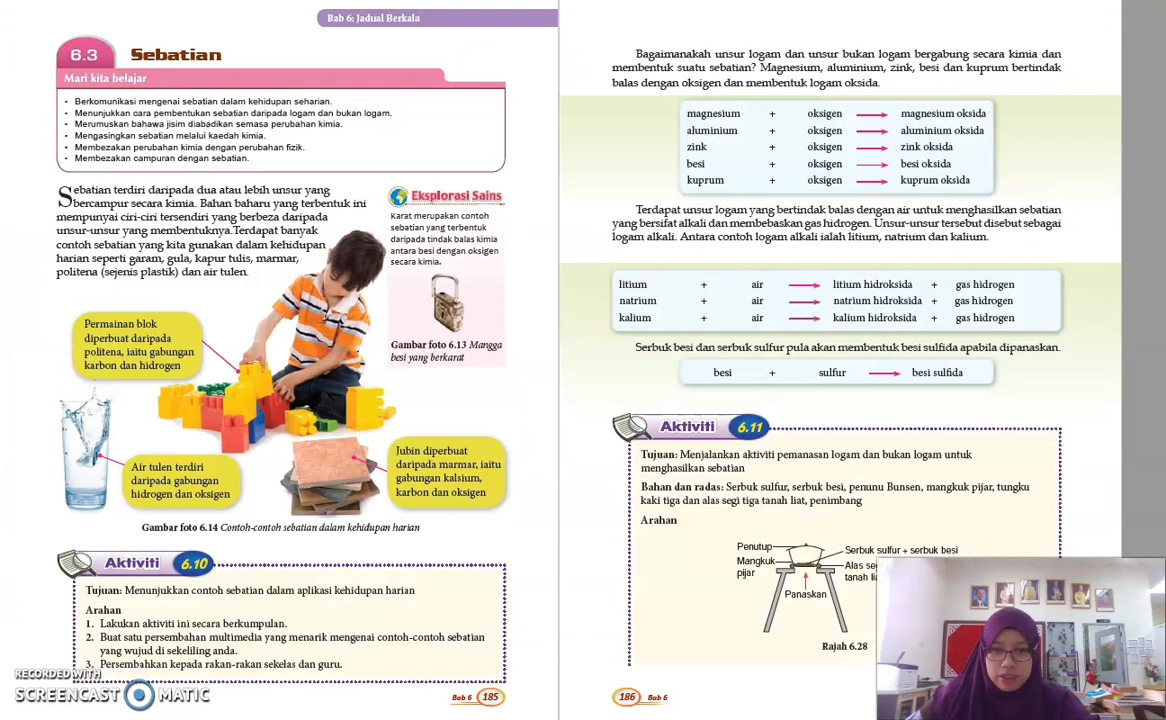 Bab 6: Jadual Berkala
6.3 Sebatian
Mari kita belajar
• Berkomunikasi mengenai sebatian dalam kehidupan seharian.
• Menunjukkan cara pembentukan sebatian daripada logam dan bukan logam.
• Merumuskan bahawa jisim diabadikan semasa perubahan kimia.
• Mengasingkan sebatian melalui kaedah kimia.
• Membezakan perubahan kimia dengan perubahan fizik.
• Membezakan campuran dengan sebatian.
Sebatian terdiri daripada dua atau lebih unsur yang
bercampur secara kimia. Bahan baharu yang terbentuk ini
mempunyai ciri-ciri tersendiri yang berbeza daripada
unsur-unsur yang membentuknya.Terdapat banyak
contoh sebatian yang kita gunakan dalam kehidupan
harian seperti garam, gula, kapur tulis, marmar,
politena (sejenis plastik) dan air tulen.
Eksplorasi Sains
Karat merupakan contoh
sebatian yang terbentuk
daripada tindak balas kimia
antara besi dengan oksigen
secara kimia.
Gambar foto 6.13 Mangga
besi yang berkarat
Permainan blok
diperbuat daripada
politena, iaitu gabungan
karbon dan hidrogen
Air tulen terdiri
daripada gabungan
hidrogen dan oksigen
Jubin diperbuat
daripada marmar, iaitu
gabungan kalsium,
karbon dan oksigen
Gambar foto 6.14 Contoh-contoh sebatian dalam kehidupan harian
Aktiviti 6.10
Tujuan: Menunjukkan contoh sebatian dalam aplikasi kehidupan harian
Arahan
1. Lakukan aktiviti ini secara berkumpulan.
2. Buat satu persembahan multimedia yang menarik mengenai contoh-contoh sebatian
yang wujud di sekeliling anda.
3. Persembahkan kepada rakan-rakan sekelas dan guru.
RECORDED WITH
SCREENCAST MATIC
Bab 6 185
Bagaimanakah unsur logam dan unsur bukan logam bergabung secara kimia dan
membentuk suatu sebatian? Magnesium, aluminium, zink, besi dan kuprum bertindak
balas dengan oksigen dan membentuk logam oksida.
magnesium + oksigen → magnesium oksida
aluminium + oksigen → aluminium oksida
zink + oksigen → zink oksida
besi + oksigen → besi oksida
kuprum + oksigen → kuprum oksida
Terdapat unsur logam yang bertindak balas dengan air untuk menghasilkan sebatian
yang bersifat alkali dan membebaskan gas hidrogen. Unsur-unsur tersebut disebut sebagai
logam alkali. Antara contoh logam alkali ialah litium, natrium dan kalium.
litium + air → litium hidroksida + gas hidrogen
natrium + air → natrium hidroksida + gas hidrogen
kalium + air → kalium hidroksida + gas hidrogen
Serbuk besi dan serbuk sulfur pula akan membentuk besi sulfida apabila dipanaskan.
besi + sulfur → besi sulfida
Aktiviti 6.11
Tujuan: Menjalankan aktiviti pemanasan logam dan bukan logam untuk
menghasilkan sebatian
Bahan dan radas: Serbuk sulfur, serbuk besi, penunu Bunsen, mangkuk pijar, tungku
kaki tiga dan alas segi tiga tanah liat, penimbang
Arahan
Penutup
Mangkuk
pijar
Serbuk sulfur + serbuk besi
Alas seg
tanah lia
Panaskan
Rajah 6.28
186 Bab 6